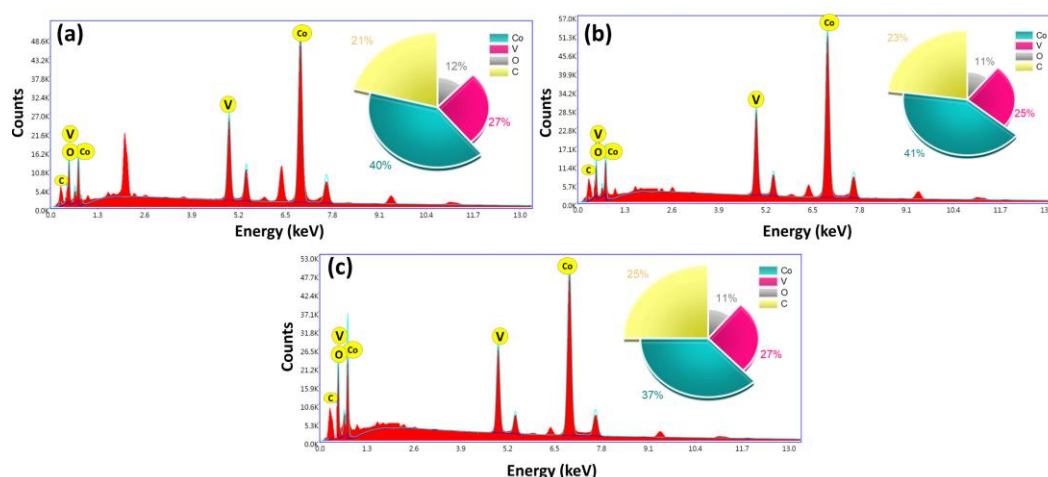 (a)
Counts
48.6K
43.2K
37.8K
32.4K
27.0K
21.6K
16.2K
10.8K
5.4K
0.0K
C
V
O
Co
V
Co
21%
12%
27%
40%
Co
V
O
C
0.0 1.3 2.6 3.9 5.2 6.5 7.8 9.1 10.4 11.7 13.0
Energy (keV)
(b)
Counts
57.0K
51.3K
45.6K
39.9K
34.2K
28.5K
22.8K
17.1K
11.4K
5.7K
0.0K
C
V
O
Co
V
Co
23%
11%
25%
41%
Co
V
O
C
0.0 1.3 2.6 3.9 5.2 6.5 7.8 9.1 10.4 11.7 13.0
Energy (keV)
(c)
Counts
53.0K
47.7K
42.4K
37.1K
31.8K
26.5K
21.2K
15.9K
10.6K
5.3K
0.0K
C
V
O
Co
V
Co
25%
11%
27%
37%
Co
V
O
C
0.0 1.3 2.6 3.9 5.2 6.5 7.8 9.1 10.4 11.7 13.0
Energy (keV)